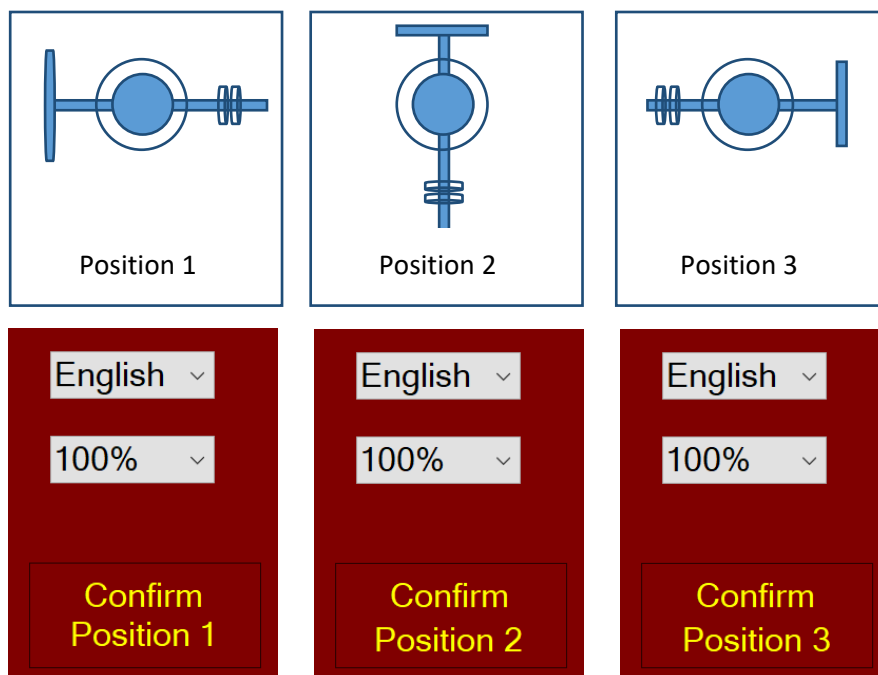 Position 1
Position 2
Position 3
English
English
English
100%
100%
100%
Confirm
Position 1
Confirm
Position 2
Confirm
Position 3